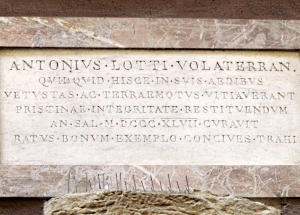 ANTONIVS · LOTTI · VOLATERRAN.
QVIDQVID · HISCE · IN · SVIS · AEDIBVS
VETVSTAS · AC · TERRAEMOTVS · VITIAVERANT
PRISTINAE · INTEGRITATE · RESTITVENDVM
AN · SAL · M · DCCC · XLVII · CVRAVIT
RATVS · BONVM · EXEMPLO · CONCIVES · TRAHI